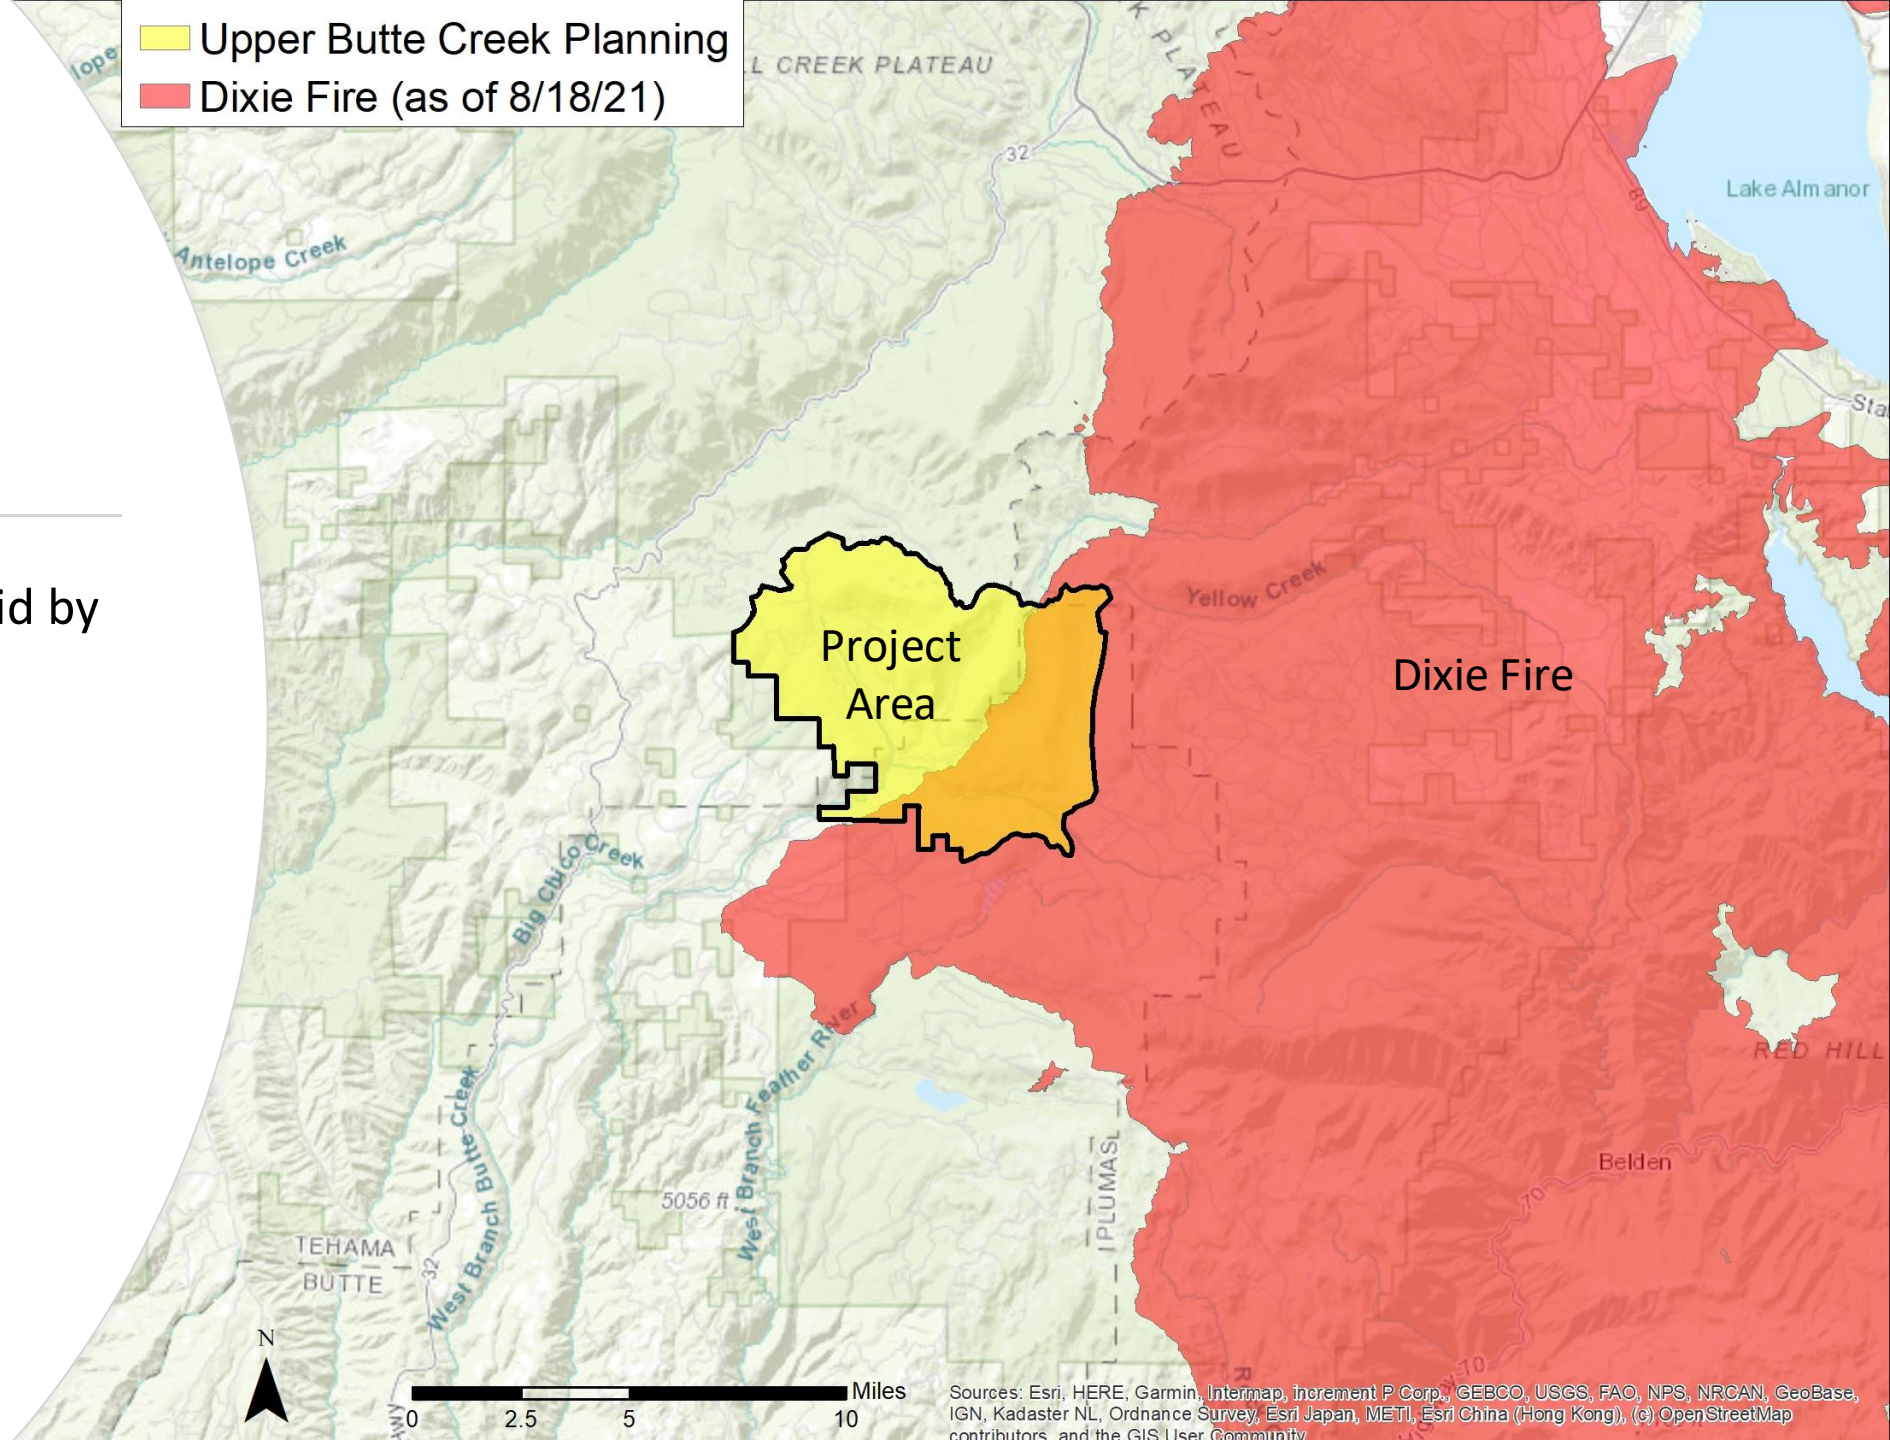 Upper Butte Creek Planning
Dixie Fire (as of 8/18/21)
lope
L CREEK PLATEAU
K PLATEAU
32
Lake Almanor
89
Antelope Creek
Sta
id by
Yellow Creek
Project
Area
Dixie Fire
Big Chico Creek
RED HILL
West Branch Feather River
West Branch Butte Creek
Belden
PLUMAS
5056 ft
70
TEHAMA
BUTTE
32
N
70
Miles
0 2.5 5 10
Sources: Esri, HERE, Garmin, Intermap, increment P Corp., GEBCO, USGS, FAO, NPS, NRCAN, GeoBase,
IGN, Kadaster NL, Ordnance Survey, Esri Japan, METI, Esri China (Hong Kong), (c) OpenStreetMap
contributors, and the GIS User Community